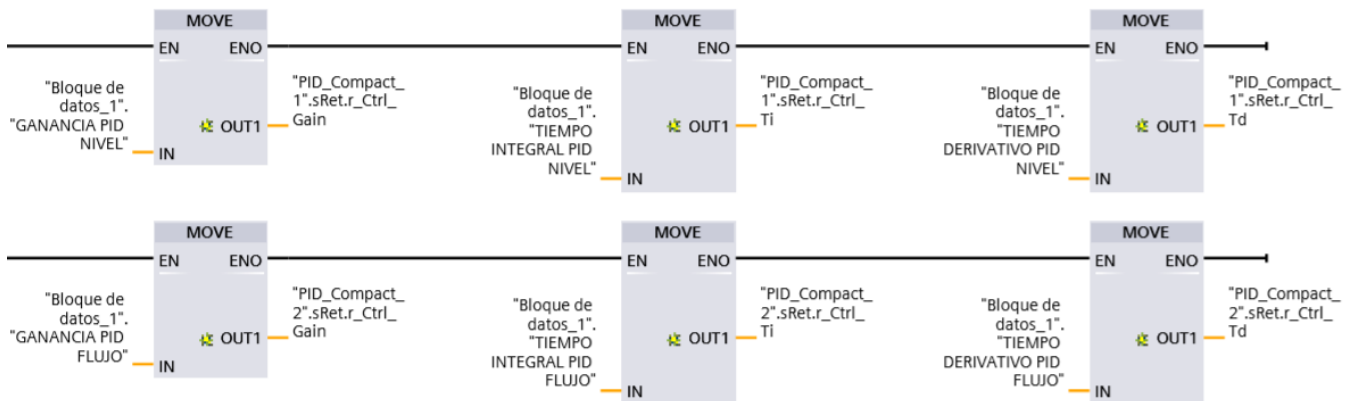 MOVE
EN ENO
"Bloque de
datos_1".
"GANANCIA PID
NIVEL"
IN
OUT1
"PID_Compact_
1".sRet.r_Ctrl_
Gain
MOVE
EN ENO
"Bloque de
datos_1".
"TIEMPO
INTEGRAL PID
NIVEL"
IN
OUT1
"PID_Compact_
1".sRet.r_Ctrl_
Ti
MOVE
EN ENO
"Bloque de
datos_1".
"TIEMPO
DERIVATIVO PID
NIVEL"
IN
OUT1
"PID_Compact_
1".sRet.r_Ctrl_
Td
MOVE
EN ENO
"Bloque de
datos_1".
"GANANCIA PID
FLUJO"
IN
OUT1
"PID_Compact_
2".sRet.r_Ctrl_
Gain
MOVE
EN ENO
"Bloque de
datos_1".
"TIEMPO
INTEGRAL PID
FLUJO"
IN
OUT1
"PID_Compact_
2".sRet.r_Ctrl_
Ti
MOVE
EN ENO
"Bloque de
datos_1".
"TIEMPO
DERIVATIVO PID
FLUJO"
IN
OUT1
"PID_Compact_
2".sRet.r_Ctrl_
Td